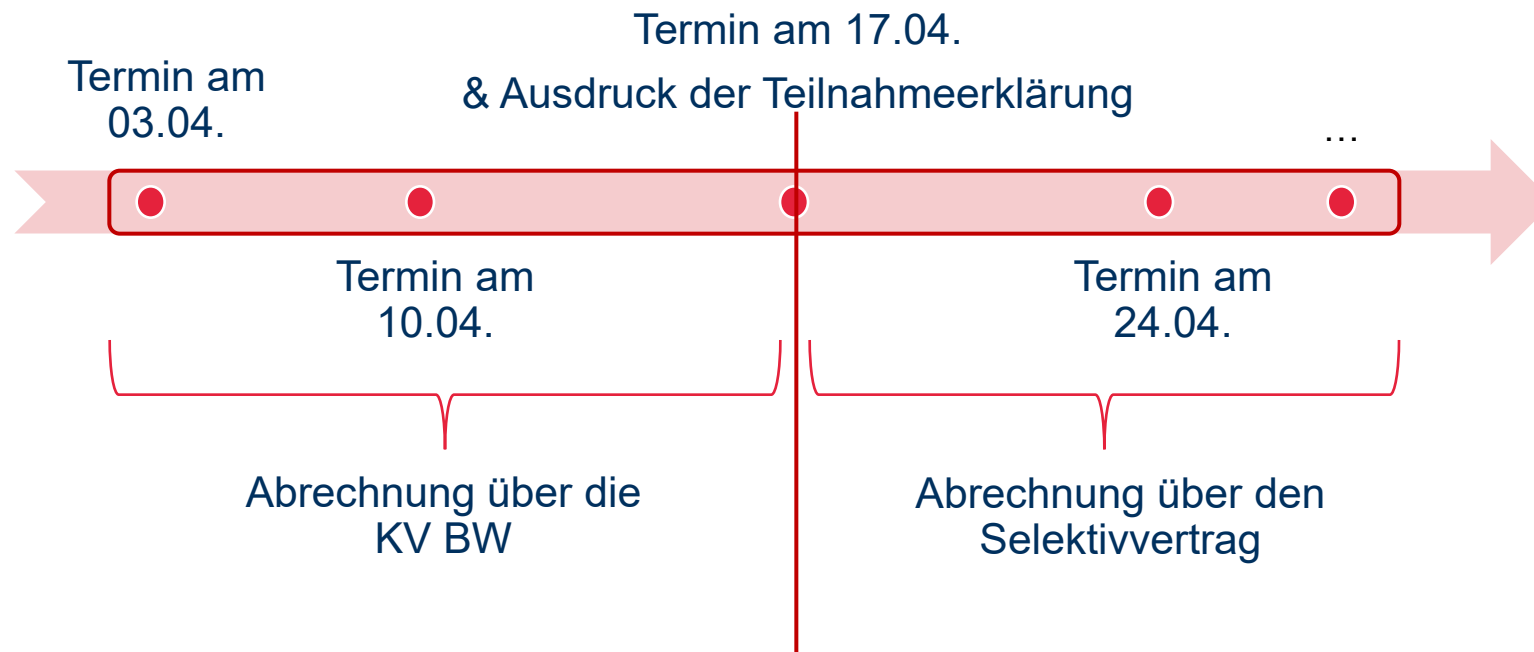 Termin am 17.04.
& Ausdruck der Teilnahmeerklärung
Termin am
03.04.
...
Termin am
10.04.
Termin am
24.04.
Abrechnung über die
KV BW
Abrechnung über den
Selektivvertrag